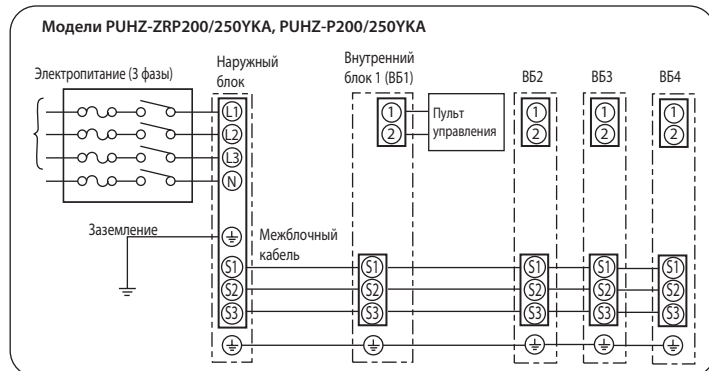 Модели PUHZ-ZRP200/250YKA, PUHZ-P200/250YKA
Электропитание (3 фазы)
Наружный
блок
Внутренний
блок 1 (ВБ1)
ВБ2
ВБ3
ВБ4
L1
L2
L3
N
1
2
Пульт
управления
1
2
1
2
1
2
Заземление
Межблочный
кабель
S1
S2
S3
S1
S2
S3
S1
S2
S3
S1
S2
S3
S1
S2
S3